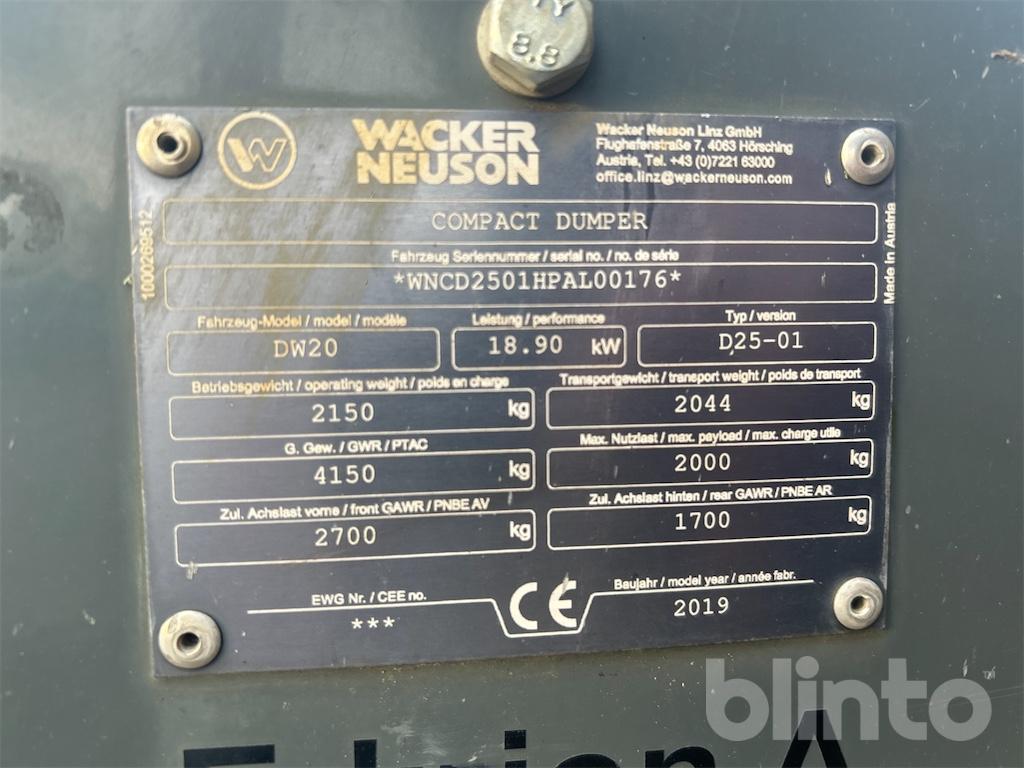 TY
8.8
W
WACKER
NEUSON
Wacker Neuson Linz GmbH
Flughafenstraße 7, 4063 Hörsching
Austria, Tel. +43 (0)7221 63000
office.linz@wackerneuson.com
1000269512
Made in Austria
COMPACT DUMPER
Fahrzeug Seriennummer / serial no. / no. de série
*WNCD2501HPAL00176*
Fahrzeug-Model / model / modèle
DW20
Leistung / performance
18.90 kW
Typ / version
D25-01
Betriebsgewicht / operating weight / poids en charge
2150 kg
Transportgewicht / transport weight / poids de transport
2044 kg
G. Gew. / GWR / PTAC
4150 kg
Max. Nutzlast / max. payload / max. charge utile
2000 kg
Zul. Achslast vorne / front GAWR / PNBE AV
2700 kg
Zul. Achslast hinten / rear GAWR / PNBE AR
1700 kg
EWG Nr. / CEE no.
***
CE
Baujahr / model year / année fabr.
2019
blinto